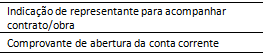 Indicação de representante para acompanhar
contrato/obra
Comprovante de abertura da conta corrente